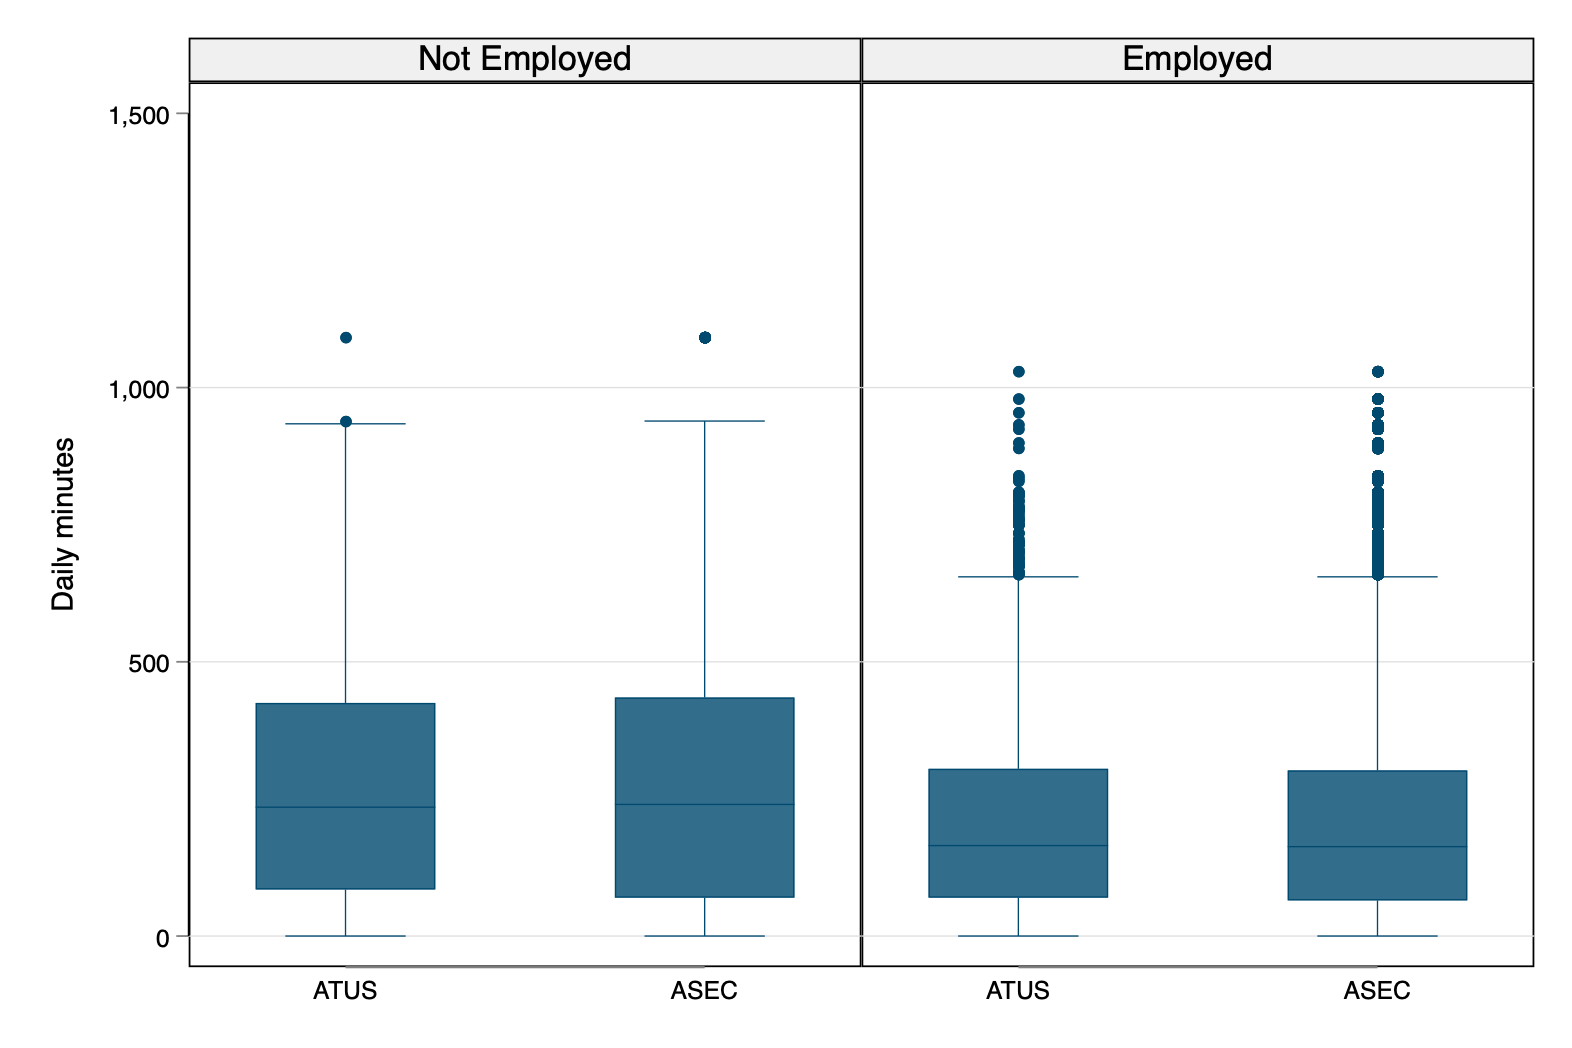 Not Employed
Employed
1,500
1,000
500
0
Daily minutes
ATUS
ASEC
ATUS
ASEC